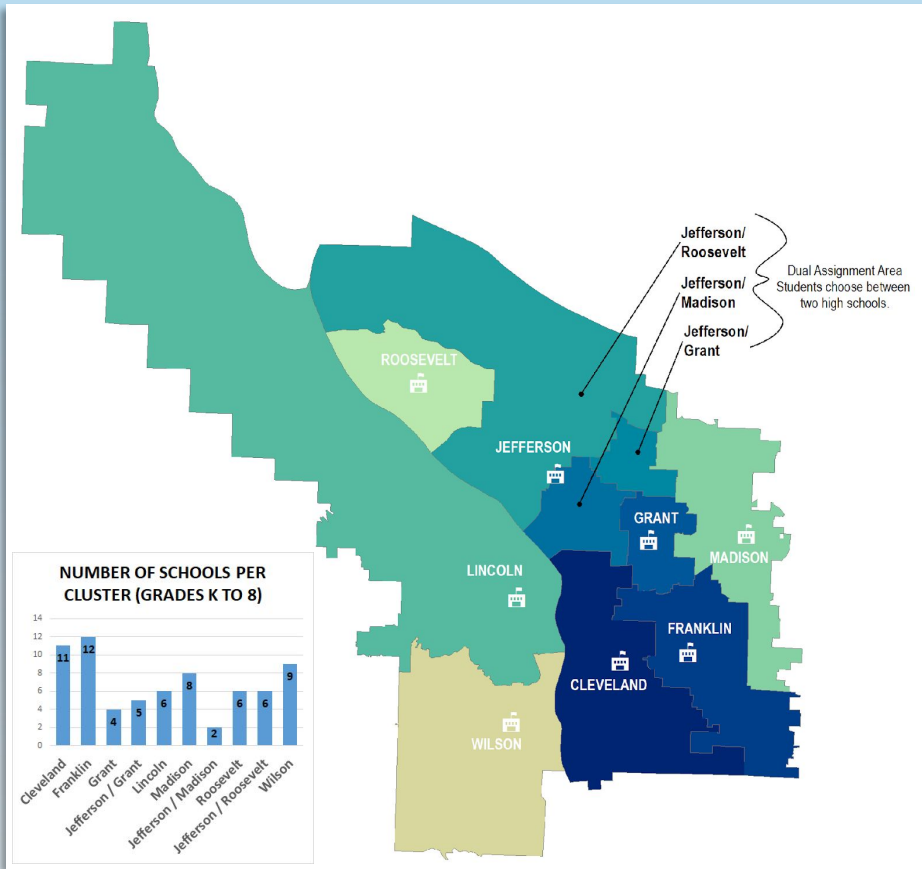 Jefferson/
Roosevelt
Jefferson/
Madison
Jefferson/
Grant
Dual Assignment Area
Students choose between
two high schools.
ROOSEVELT
JEFFERSON
GRANT
MADISON
LINCOLN
FRANKLIN
CLEVELAND
WILSON
NUMBER OF SCHOOLS PER
CLUSTER (GRADES K TO 8)
14
12
10
8
6
4
2
0
11
12
4
5
6
8
2
6
6
9
Cleveland
Franklin
Grant
Jefferson / Grant
Lincoln
Madison
Jefferson / Madison
Roosevelt
Jefferson / Roosevelt
Wilson